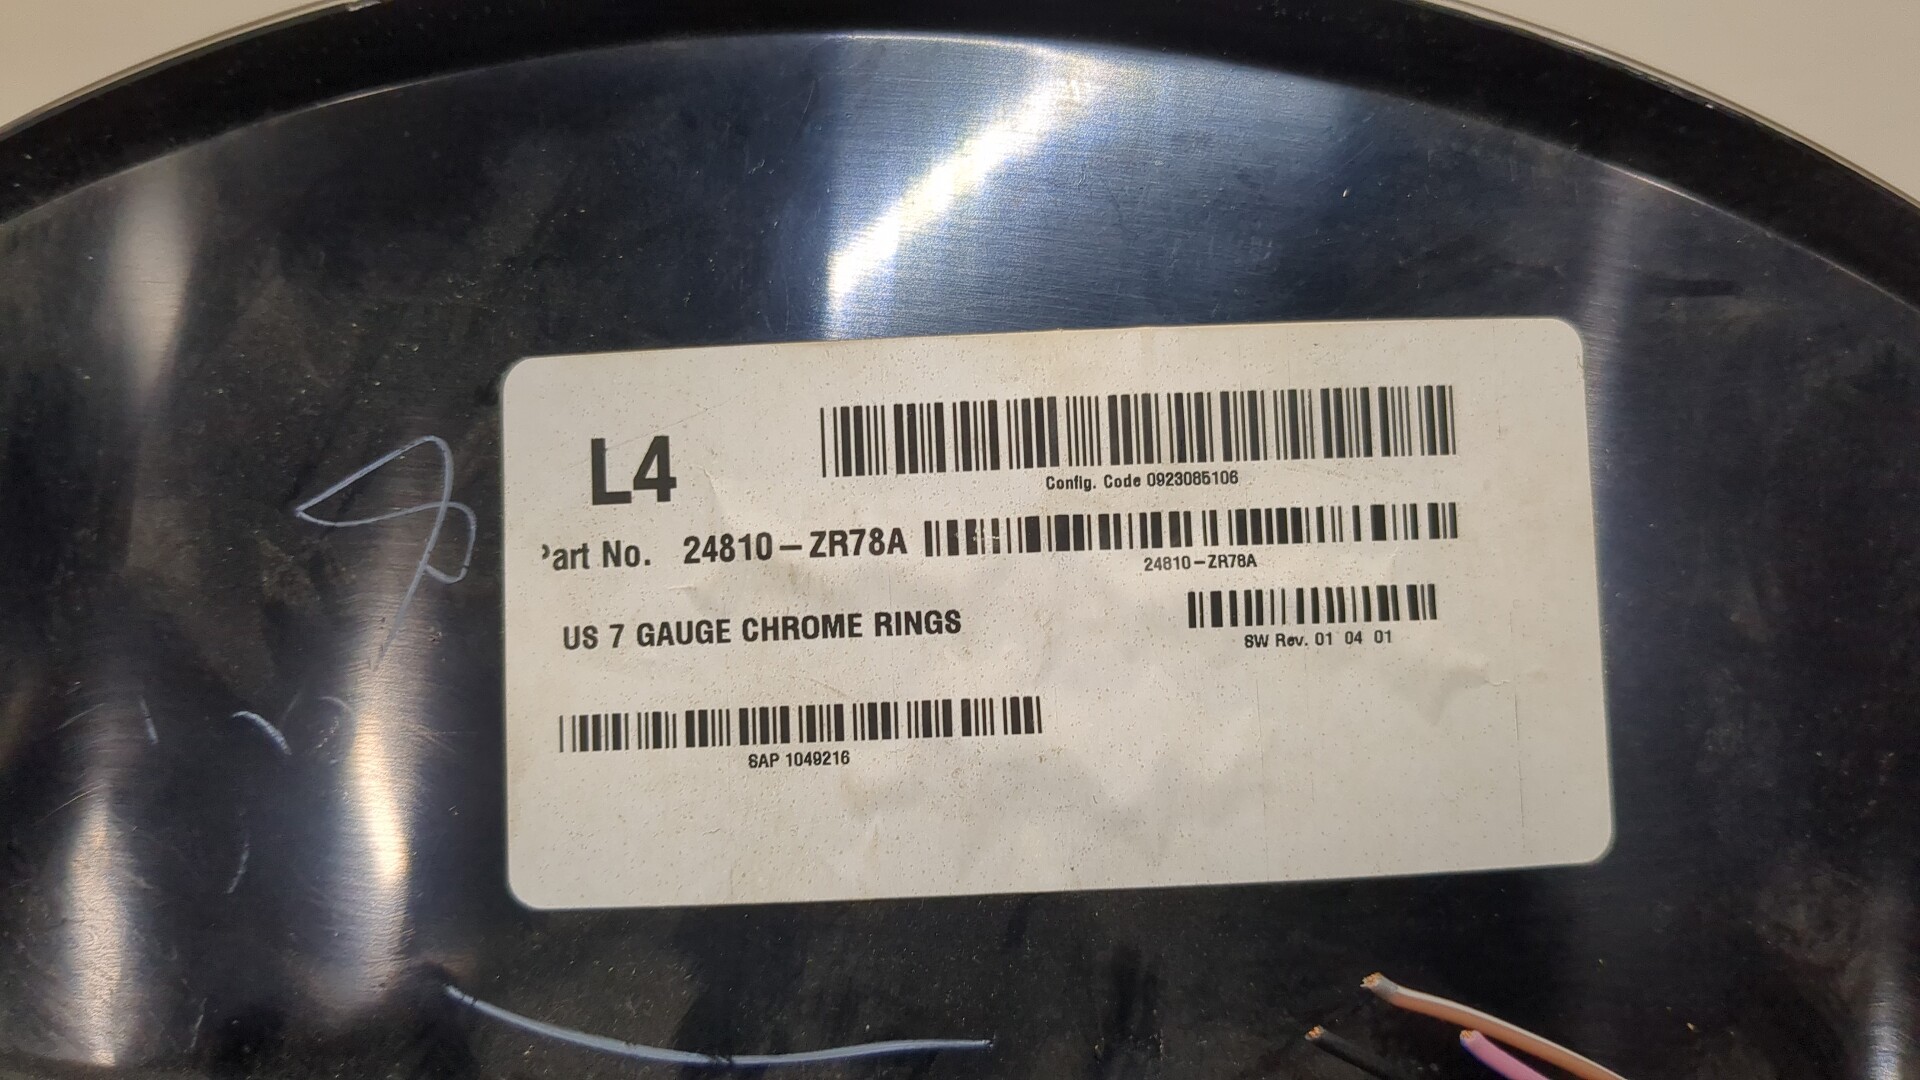 L4
Config. Code 0923085106
Part No. 24810-ZR78A
24810-ZR78A
US 7 GAUGE CHROME RINGS
SW Rev. 01 04 01
SAP 1049216